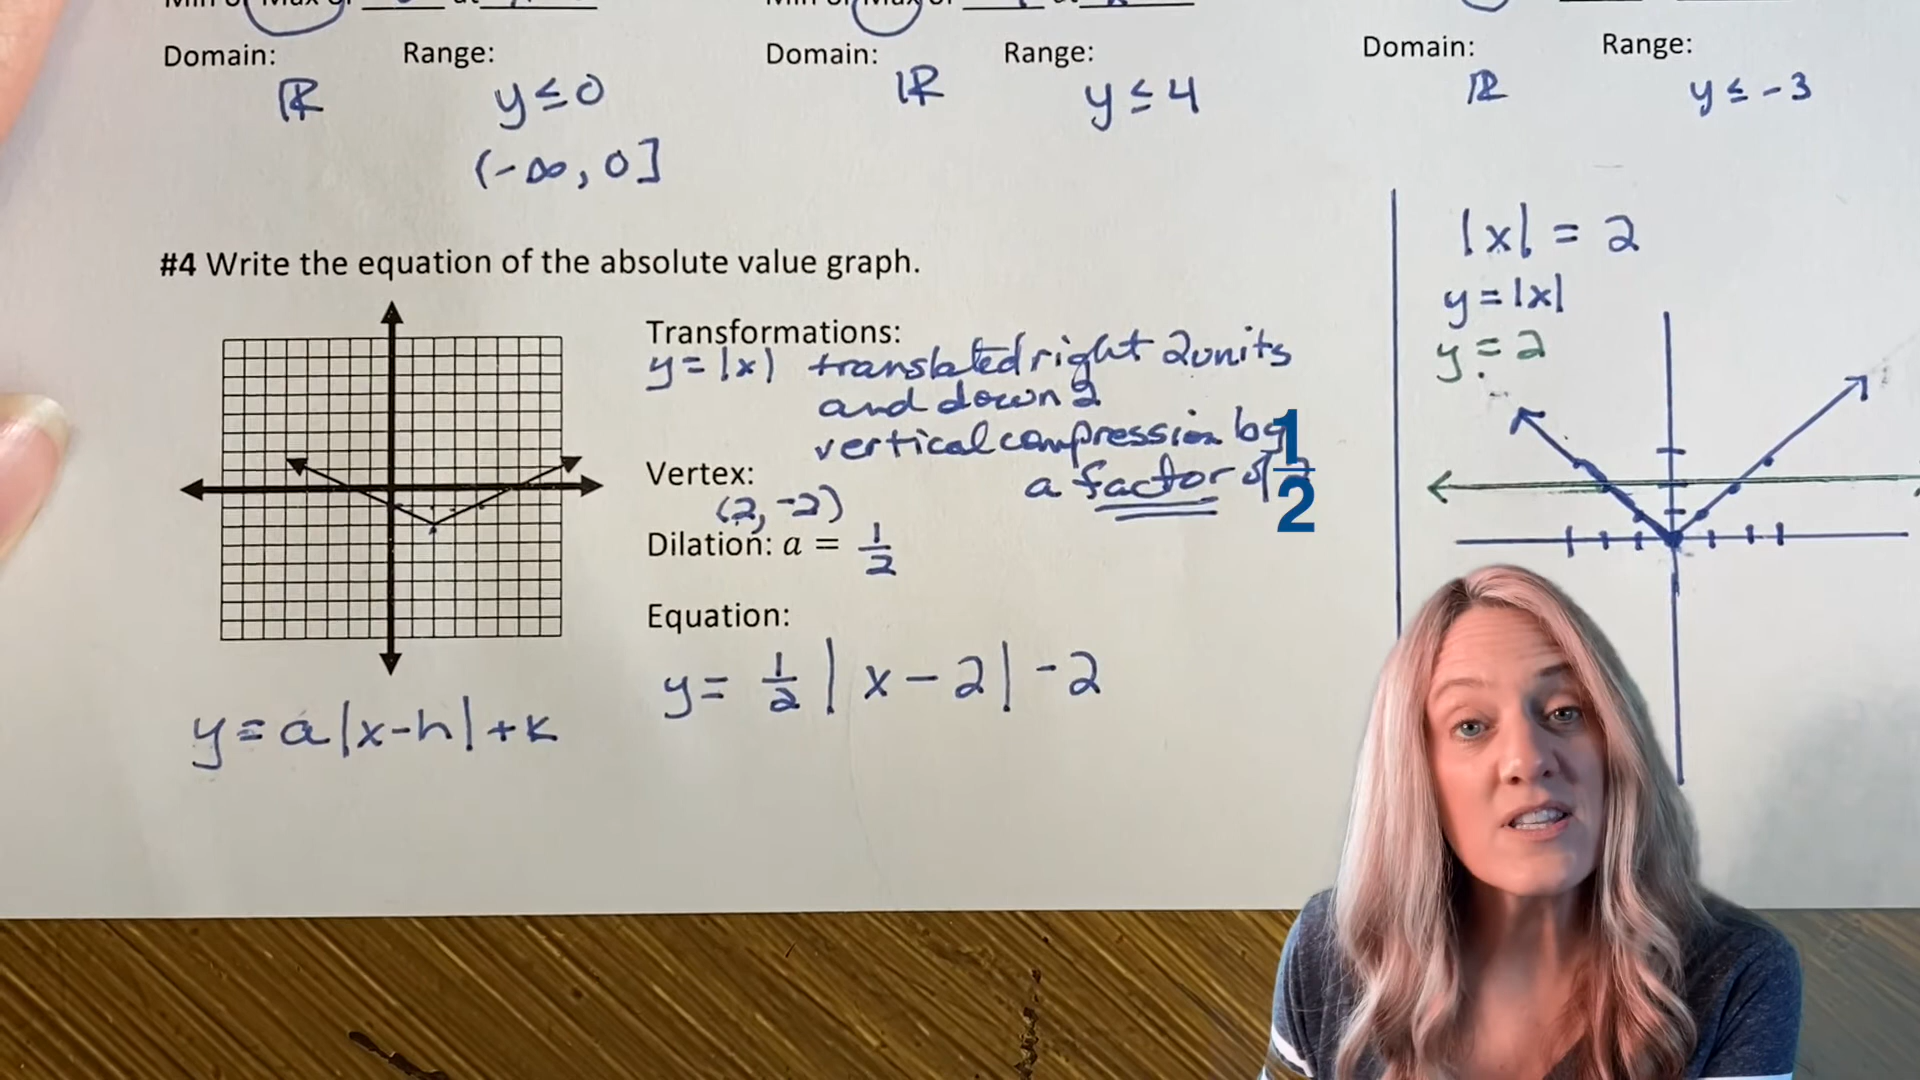 Domain: Range: Domain: Range: Domain: Range:
ℝ y ≤ 0 ℝ y ≤ 4 ℝ y ≤ -3
(-∞, 0]
#4 Write the equation of the absolute value graph.
Transformations:
y = |x| translated right 2 units
and down 2
vertical compression by
a factor of 1/2
Vertex:
(2, -2)
Dilation: a = 1/2
Equation:
y = 1/2 | x - 2 | - 2
y = a |x-h| + k
|x| = 2
y = |x|
y = 2